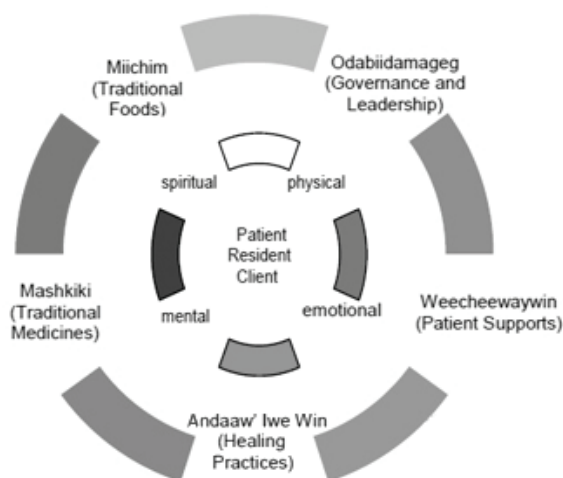 Miichim
(Traditional
Foods)
Odabiidamageg
(Governance and
Leadership)
spiritual
physical
Patient
Resident
Client
mental
emotional
Mashkiki
(Traditional
Medicines)
Weecheewaywin
(Patient Supports)
Andaaw' Iwe Win
(Healing
Practices)